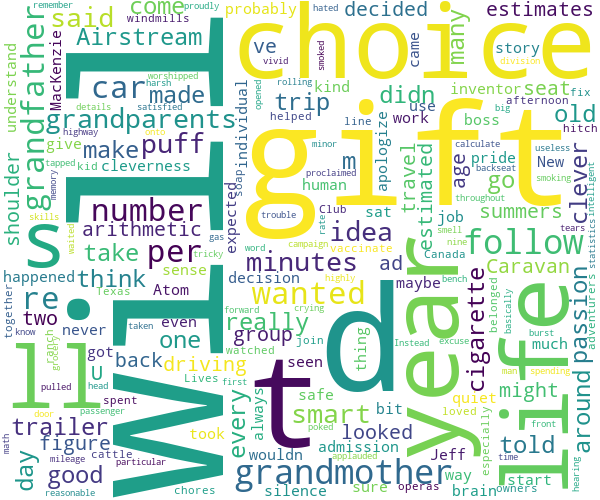 remember proudly hated come probably decided many estimates
windmills said grandfather understand
Airstream MacKenzie choice
vivid smoked worshipped ve came story division
harsh rolling opened kind didn inventor seat fix
car made satisfied details trip use afternoon
highway onto individual helped line work boss old big
grandparents tapped give puff gift New hitch
make kid cleverness m apologize age pride useless
minor calculate backseat
shoulder memory skills soap human travel go clever intelligent
Will proclaimed smoking
number expected trouble Club sat estimated job summers throughout tears
s arithmetic gas rate idea smell
take per word campaign nine follow statistics
happened waited tricky minutes vaccinate Canada
together think sense decision ad belonged Caravan passion
re Texas Atom highly maybe bench adventurers
two never even forward wanted year basically
know ranch taken crying d cigarette life burst much
ll got u really join Instead excuse
grocery back driving group thing quiet man spending
pulled head Lives watched seen loved might around
door spent first t safe especially
trailer passenger took every smart bit Jeff told front
math figure cattle always poked looked way time
day good mileage wouldn applauded admission brain start
particular chores grandmother owners hearing
reasonable silence sure operas